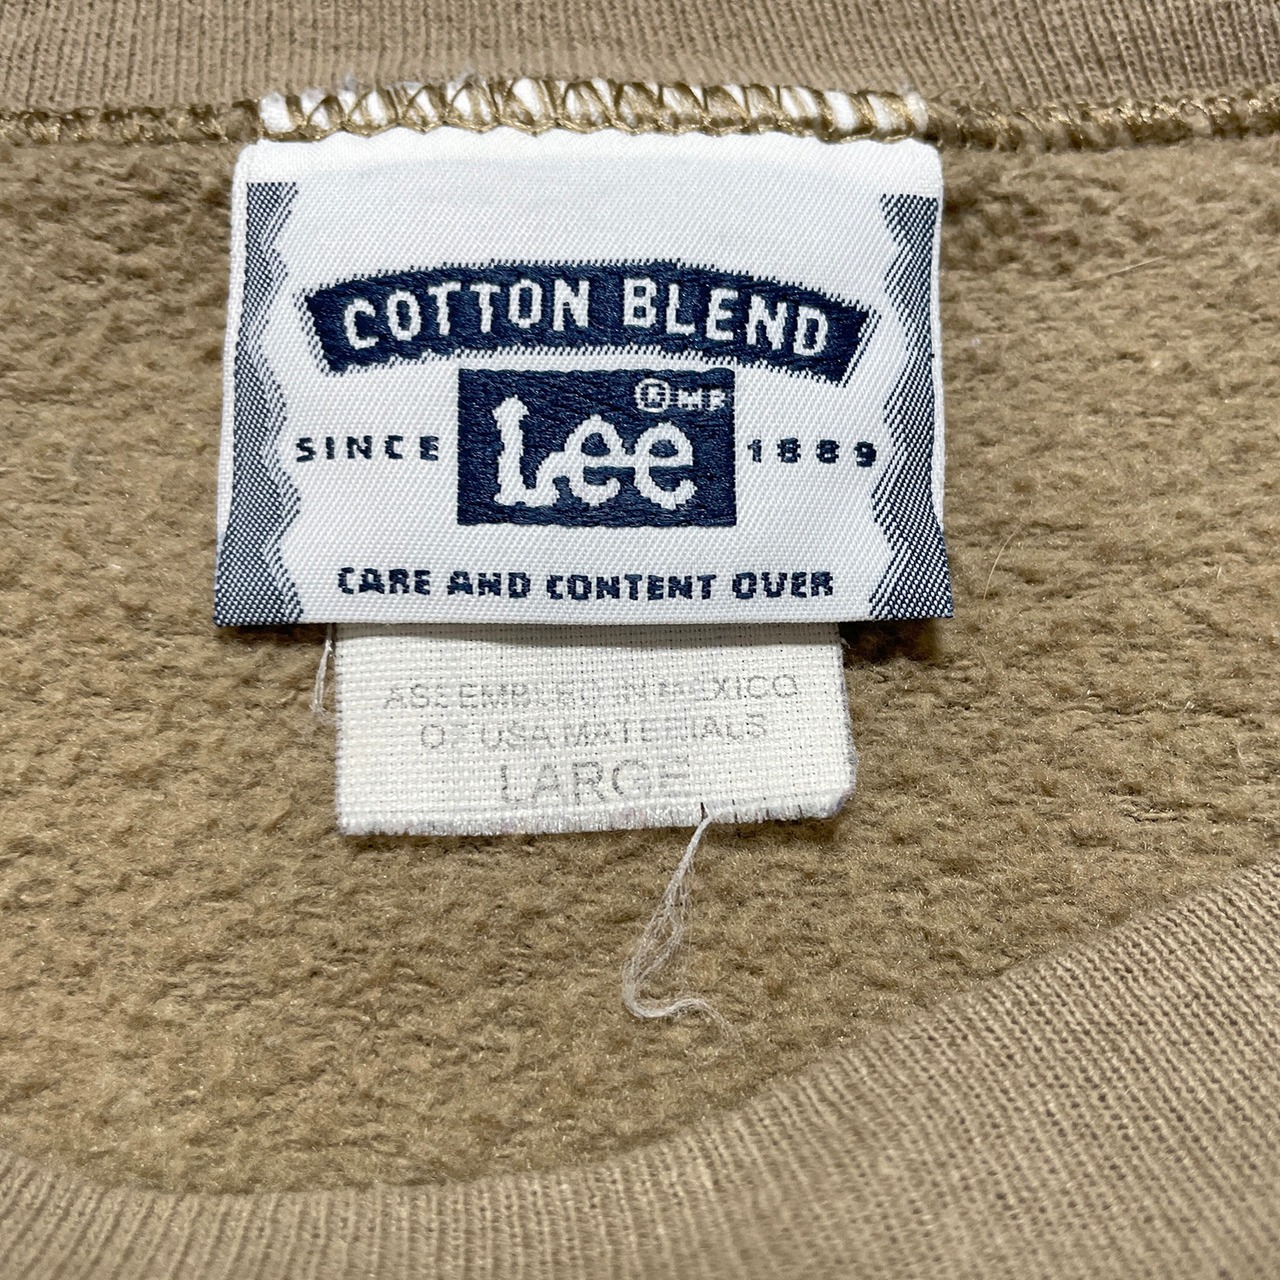 COTTON BLEND
® MR
Lee
SINCE 1889
CARE AND CONTENT OVER
ASSEMBLED IN MEXICO
OF USA MATERIALS
LARGE